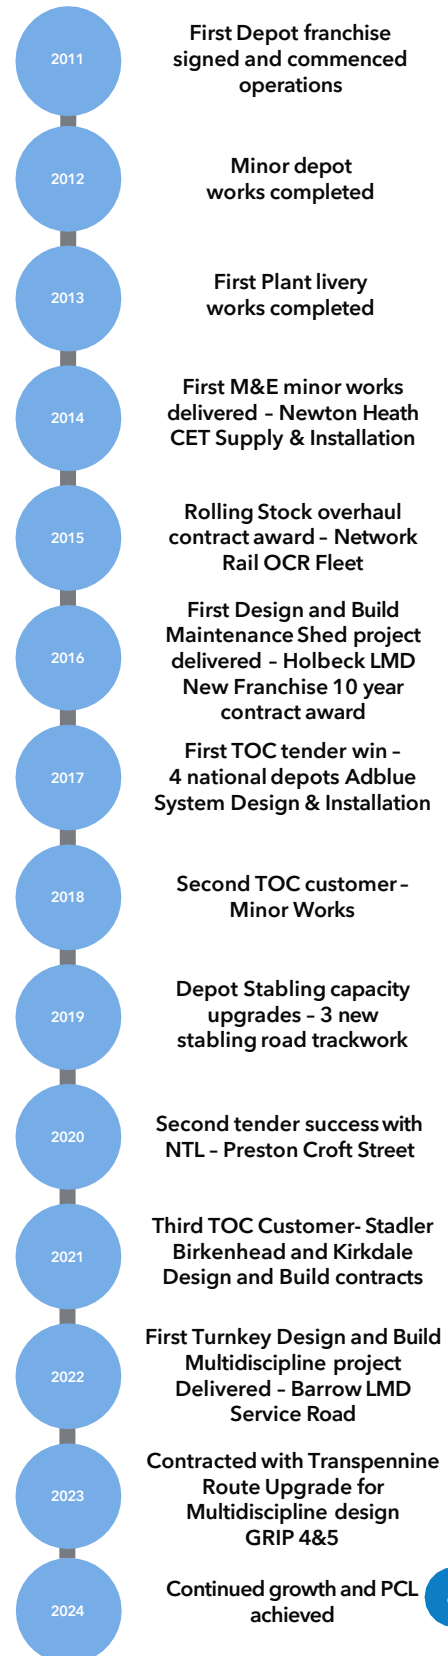 2011
First Depot franchise
signed and commenced
operations
2012
Minor depot
works completed
2013
First Plant livery
works completed
2014
First M&E minor works
delivered – Newton Heath
CET Supply & Installation
2015
Rolling Stock overhaul
contract award – Network
Rail OCR Fleet
2016
First Design and Build
Maintenance Shed project
delivered – Holbeck LMD
New Franchise 10 year
contract award
2017
First TOC tender win –
4 national depots Adblue
System Design & Installation
2018
Second TOC customer –
Minor Works
2019
Depot Stabling capacity
upgrades – 3 new
stabling road trackwork
2020
Second tender success with
NTL – Preston Croft Street
2021
Third TOC Customer- Stadler
Birkenhead and Kirkdale
Design and Build contracts
2022
First Turnkey Design and Build
Multidiscipline project
Delivered – Barrow LMD
Service Road
2023
Contracted with Transpennine
Route Upgrade for
Multidiscipline design
GRIP 4&5
2024
Continued growth and PCL
achieved